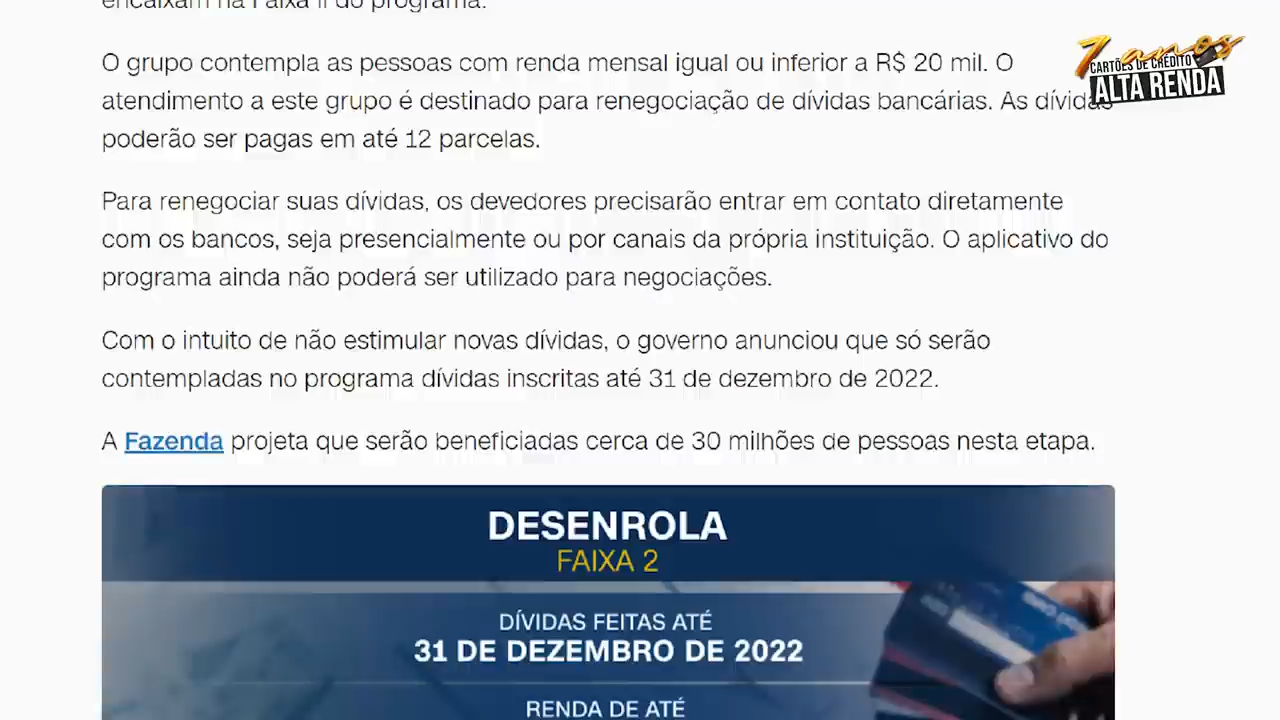 encaixam na Faixa II do programa.
7 anos
CARTÕES DE CRÉDITO
ALTA RENDA
O grupo contempla as pessoas com renda mensal igual ou inferior a R$ 20 mil. O
atendimento a este grupo é destinado para renegociação de dívidas bancárias. As dívidas
poderão ser pagas em até 12 parcelas.
Para renegociar suas dívidas, os devedores precisarão entrar em contato diretamente
com os bancos, seja presencialmente ou por canais da própria instituição. O aplicativo do
programa ainda não poderá ser utilizado para negociações.
Com o intuito de não estimular novas dívidas, o governo anunciou que só serão
contempladas no programa dívidas inscritas até 31 de dezembro de 2022.
A Fazenda projeta que serão beneficiadas cerca de 30 milhões de pessoas nesta etapa.
DESENROLA
FAIXA 2
DÍVIDAS FEITAS ATÉ
31 DE DEZEMBRO DE 2022
RENDA DE ATÉ